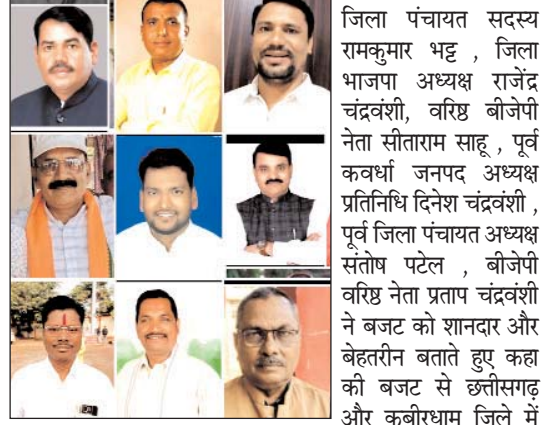 जिला पंचायत सदस्य
रामकुमार भट्ट , जिला
भाजपा अध्यक्ष राजेंद्र
चंद्रवंशी, वरिष्ठ बीजेपी
नेता सीताराम साहू , पूर्व
कवर्धा जनपद अध्यक्ष
प्रतिनिधि दिनेश चंद्रवंशी ,
पूर्व जिला पंचायत अध्यक्ष
संतोष पटेल , बीजेपी
वरिष्ठ नेता प्रताप चंद्रवंशी
ने बजट को शानदार और
बेहतरीन बताते हुए कहा
की बजट से छत्तीसगढ़
और कबीरधाम जिले में